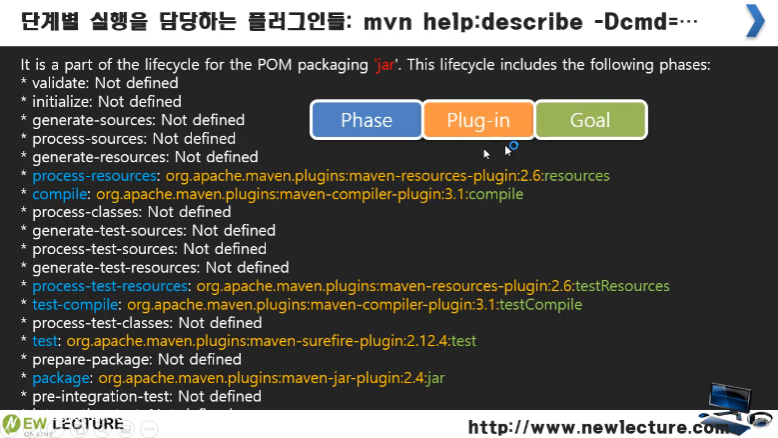 단계별 실행을 담당하는 플러그인들: mvn help:describe -Dcmd=…
It is a part of the lifecycle for the POM packaging 'jar'. This lifecycle includes the following phases:
* validate: Not defined
* initialize: Not defined
* generate-sources: Not defined
* process-sources: Not defined
* generate-resources: Not defined
Phase Plug-in Goal
* process-resources: org.apache.maven.plugins:maven-resources-plugin:2.6:resources
* compile: org.apache.maven.plugins:maven-compiler-plugin:3.1:compile
* process-classes: Not defined
* generate-test-sources: Not defined
* process-test-sources: Not defined
* generate-test-resources: Not defined
* process-test-resources: org.apache.maven.plugins:maven-resources-plugin:2.6:testResources
* test-compile: org.apache.maven.plugins:maven-compiler-plugin:3.1:testCompile
* process-test-classes: Not defined
* test: org.apache.maven.plugins:maven-surefire-plugin:2.12.4:test
* prepare-package: Not defined
* package: org.apache.maven.plugins:maven-jar-plugin:2.4:jar
* pre-integration-test: Not defined
NEW LECTURE
http://www.newlecture.com